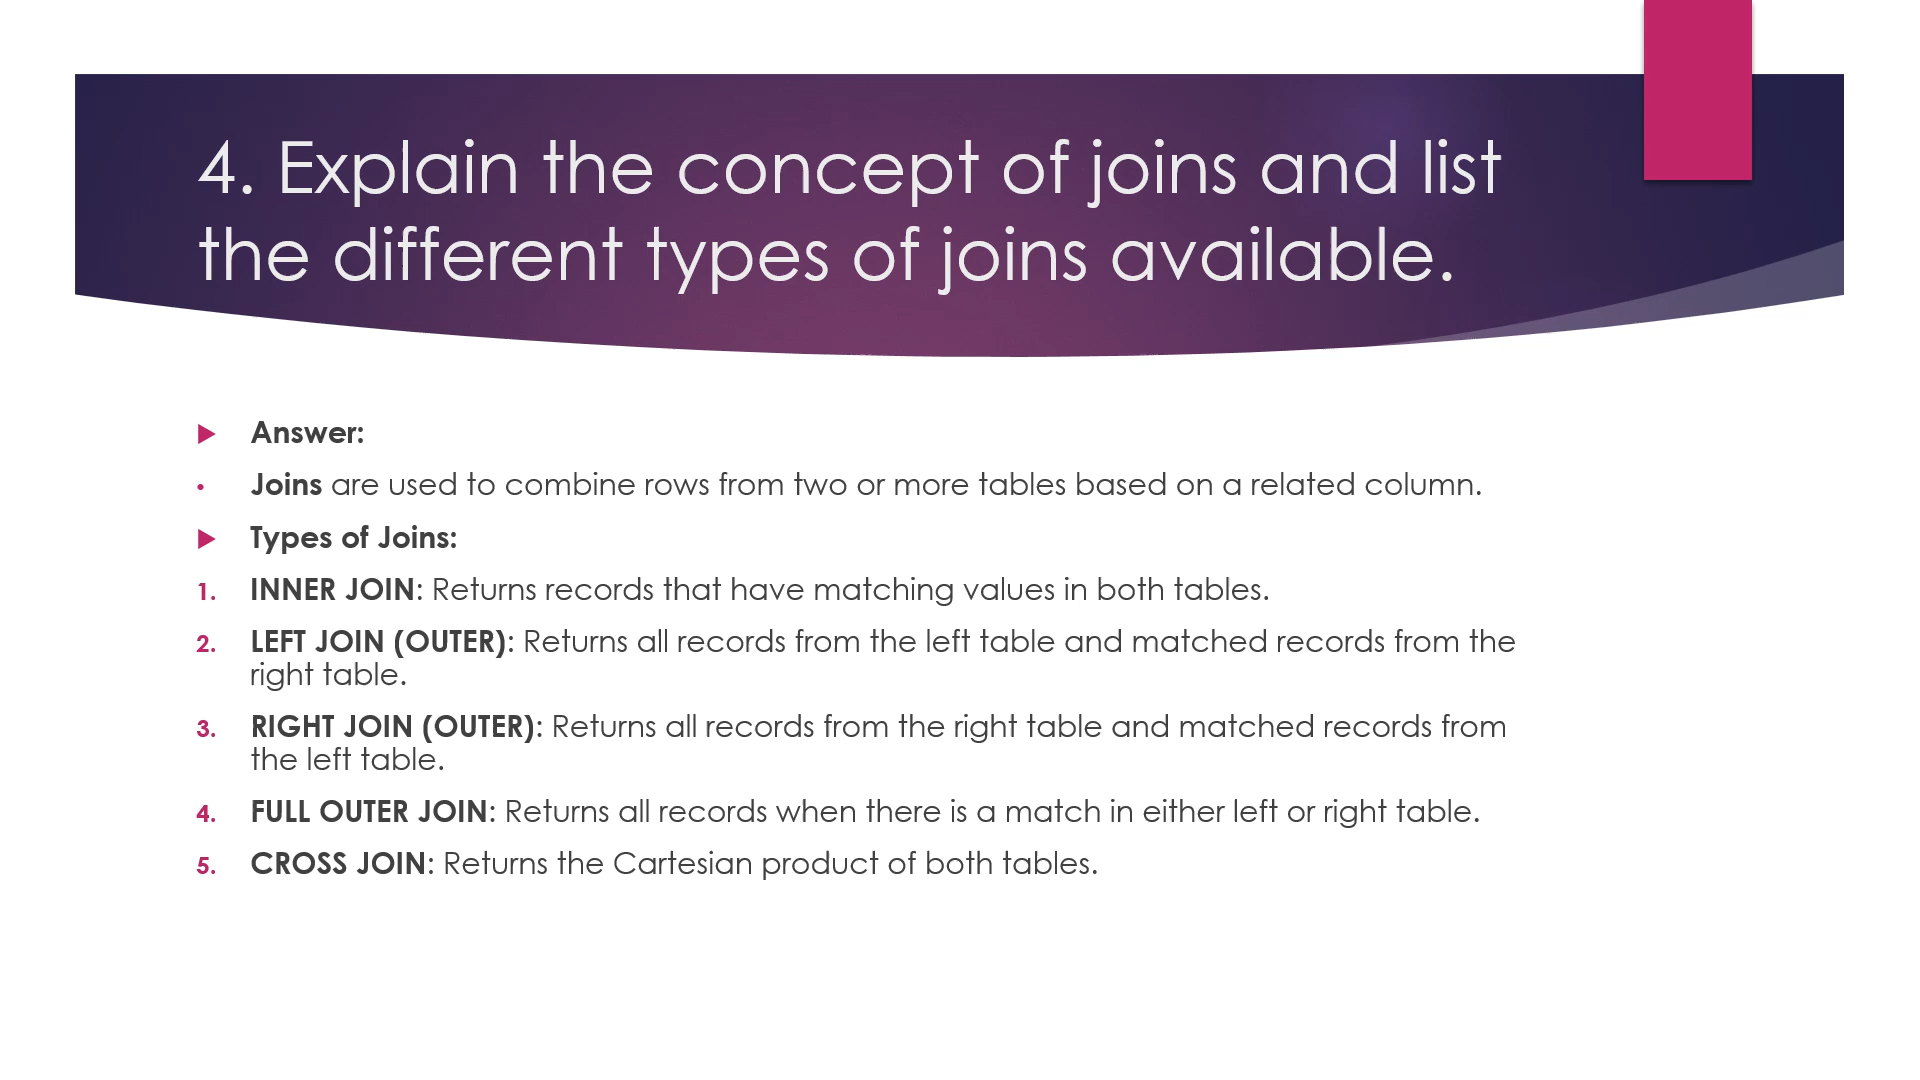 4. Explain the concept of joins and list
the different types of joins available.
Answer:
• Joins are used to combine rows from two or more tables based on a related column.
Types of Joins:
1. INNER JOIN: Returns records that have matching values in both tables.
2. LEFT JOIN (OUTER): Returns all records from the left table and matched records from the
right table.
3. RIGHT JOIN (OUTER): Returns all records from the right table and matched records from
the left table.
4. FULL OUTER JOIN: Returns all records when there is a match in either left or right table.
5. CROSS JOIN: Returns the Cartesian product of both tables.